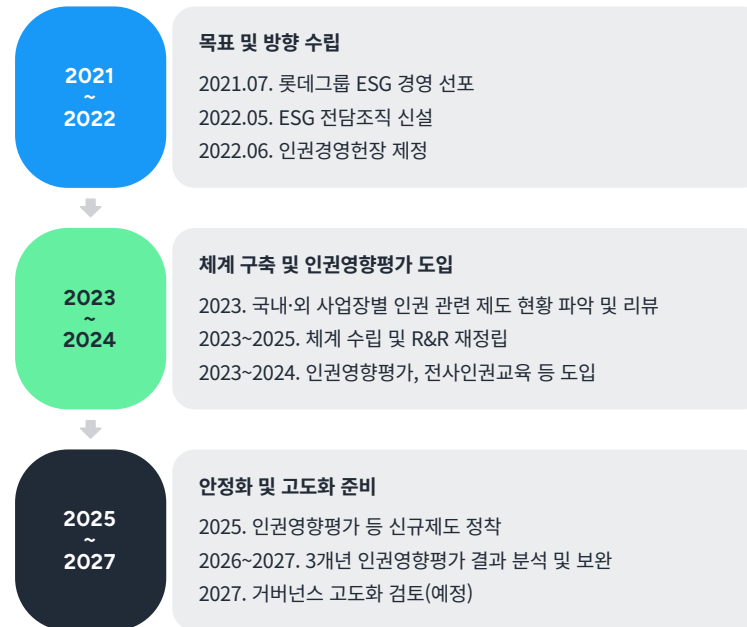 2021
~
2022
목표 및 방향 수립
2021.07. 롯데그룹 ESG 경영 선포
2022.05. ESG 전담조직 신설
2022.06. 인권경영헌장 제정
2023
~
2024
체계 구축 및 인권영향평가 도입
2023. 국내·외 사업장별 인권 관련 제도 현황 파악 및 리뷰
2023~2025. 체계 수립 및 R&R 재정립
2023~2024. 인권영향평가, 전사인권교육 등 도입
2025
~
2027
안정화 및 고도화 준비
2025. 인권영향평가 등 신규제도 정착
2026~2027. 3개년 인권영향평가 결과 분석 및 보완
2027. 거버넌스 고도화 검토(예정)